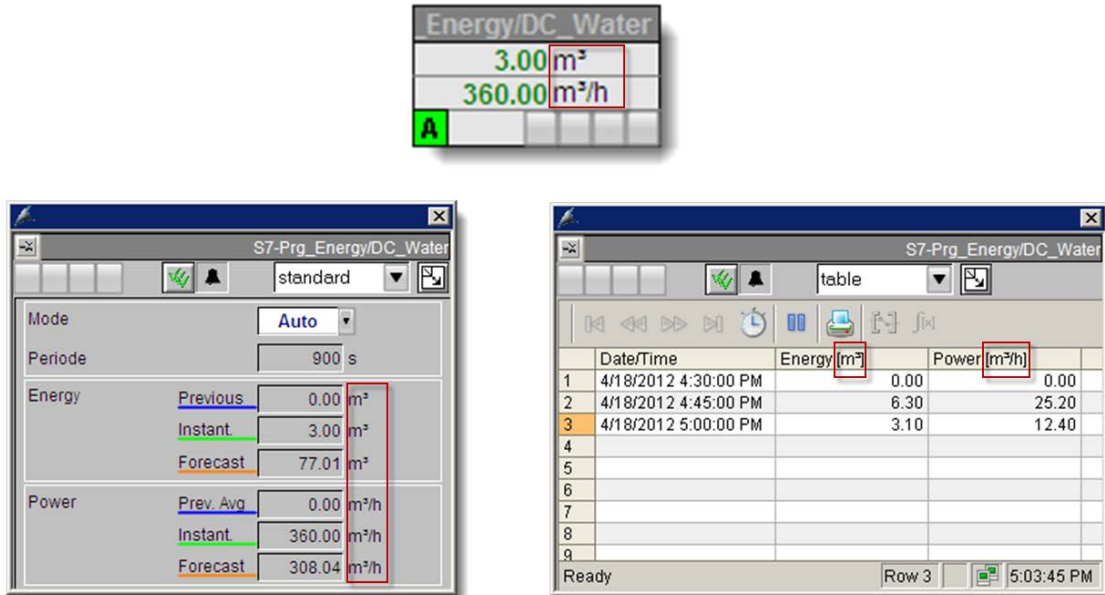 _Energy/DC_Water
3.00 m³
360.00 m³/h
A
S7-Prg_Energy/DC_Water
standard
Mode Auto
Periode 900 s
Energy Previous 0.00 m³
Instant. 3.00 m³
Forecast 77.01 m³
Power Prev. Avg 0.00 m³/h
Instant. 360.00 m³/h
Forecast 308.04 m³/h
S7-Prg_Energy/DC_Water
table
Date/Time Energy [m³] Power [m³/h]
1 4/18/2012 4:30:00 PM 0.00 0.00
2 4/18/2012 4:45:00 PM 6.30 25.20
3 4/18/2012 5:00:00 PM 3.10 12.40
4
5
6
7
8
9
Ready Row 3 5:03:45 PM